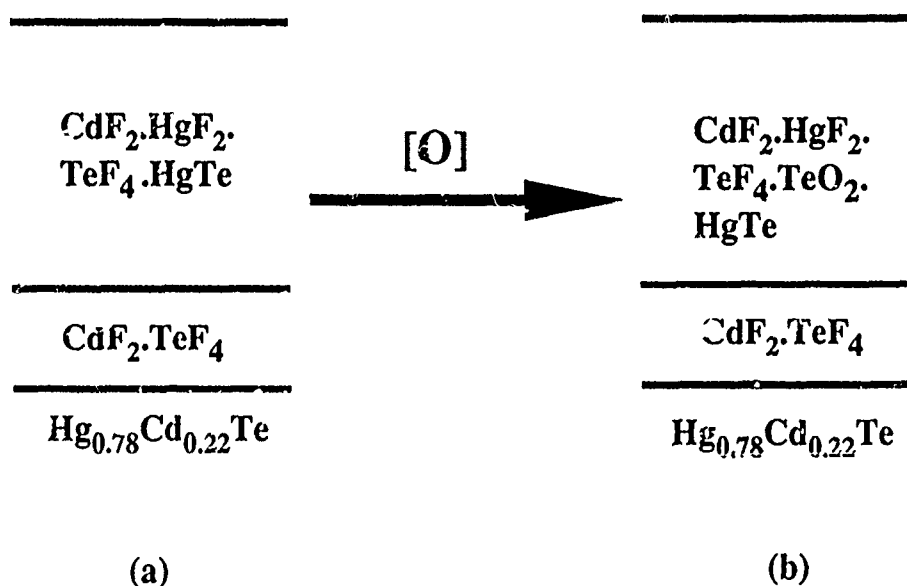 CdF₂.HgF₂.
TeF₄.HgTe
[O]
CdF₂.HgF₂.
TeF₄.TeO₂.
HgTe
CdF₂.TeF₄
CdF₂.TeF₄
Hg₀.₇₈Cd₀.₂₂Te
Hg₀.₇₈Cd₀.₂₂Te
(a)
(b)